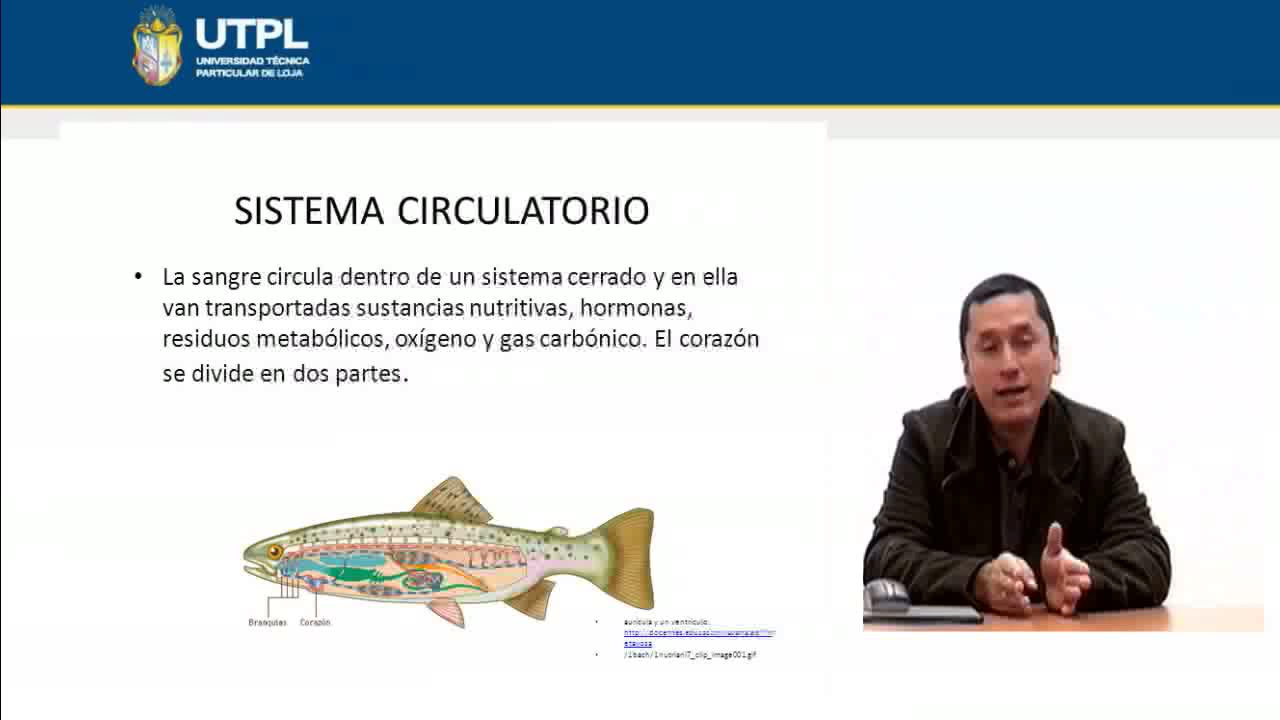 UTPL
UNIVERSIDAD TÉCNICA
PARTICULAR DE LOJA
SISTEMA CIRCULATORIO
• La sangre circula dentro de un sistema cerrado y en ella
van transportadas sustancias nutritivas, hormonas,
residuos metabólicos, oxígeno y gas carbónico. El corazón
se divide en dos partes.
Branquias Corazón
• aurícula y un ventrículo:
• /1bach/1nutriani7_clip_image001.gif